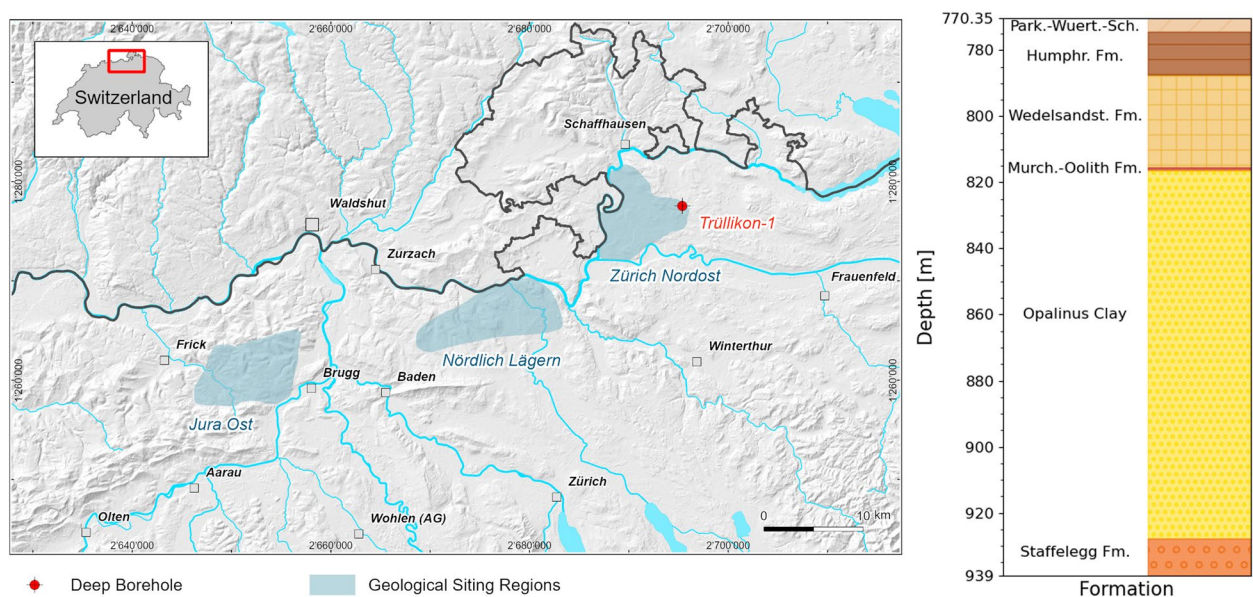 2'640'000
2'660'000
2'680'000
2'700'000
Switzerland
Schaffhausen
1'280'000
1'280'000
Waldshut
Trüllikon-1
Zurzach
Zürich Nordost
Frauenfeld
Frick
Nördlich Lägern
Winterthur
1'260'000
1'260'000
Brugg
Baden
Jura Ost
Aarau
Zürich
Olten
Wohlen (AG)
0
10 km
2'640'000
2'660'000
2'680'000
2'700'000
Deep Borehole
Geological Siting Regions
770.35
Park.-Wuert.-Sch.
780
Humphr. Fm.
800
Wedelsandst. Fm.
Murch.-Oolith Fm.
820
840
Depth [m]
860
Opalinus Clay
880
900
920
Staffelegg Fm.
939
Formation